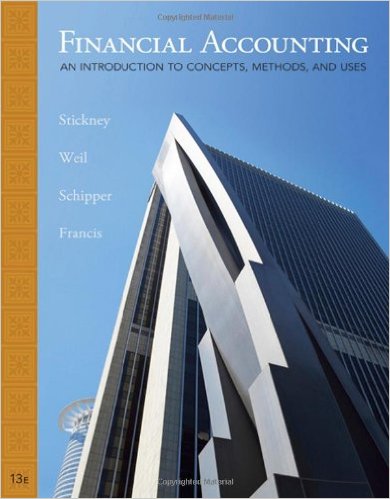 FINANCIAL ACCOUNTING
AN INTRODUCTION TO CONCEPTS, METHODS, AND USES
Stickney
Weil
Schipper
Francis
13E